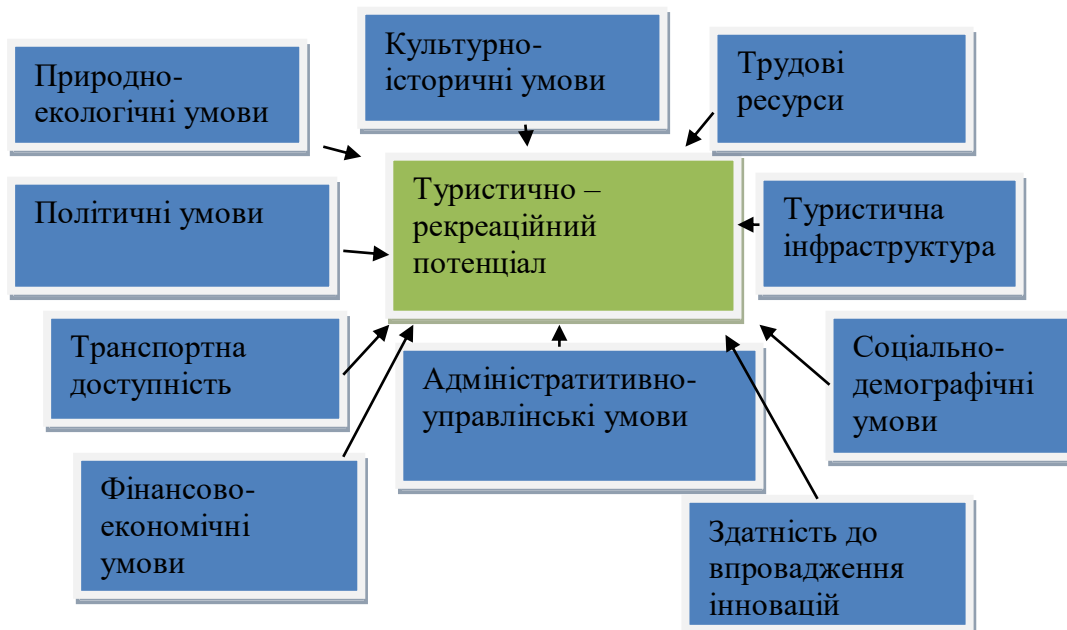 Природно-
екологічні умови
Культурно-
історичні умови
Трудові
ресурси
Політичні умови
Туристично –
рекреаційний
потенціал
Туристична
інфраструктура
Транспортна
доступність
Адміністратитивно-
управлінські умови
Соціально-
демографічні
умови
Фінансово-
економічні
умови
Здатність до
впровадження
інновацій